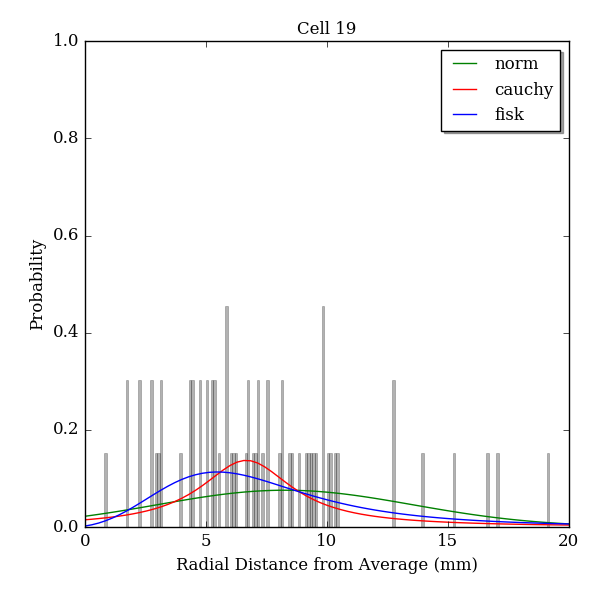 Cell 19
1.0
0.8
0.6
0.4
0.2
0.0
Probability
norm
cauchy
fisk
0 5 10 15 20
Radial Distance from Average (mm)